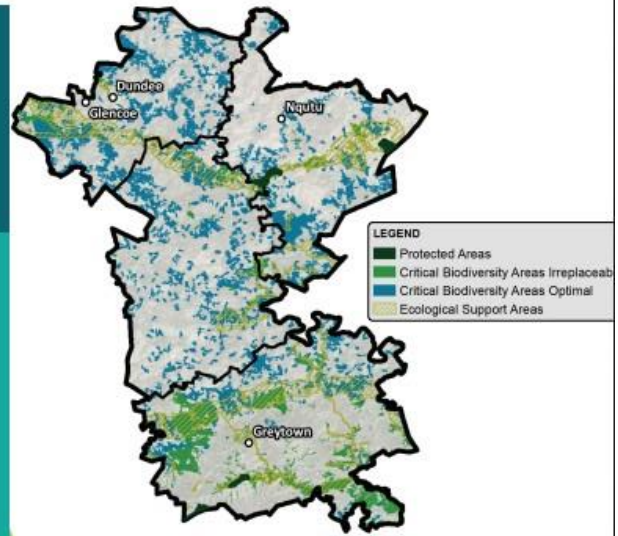 Dundee
Glencoe
Nqutu
LEGEND
Protected Areas
Critical Biodiversity Areas Irreplaceab
Critical Biodiversity Areas Optimal
Ecological Support Areas
Greytown